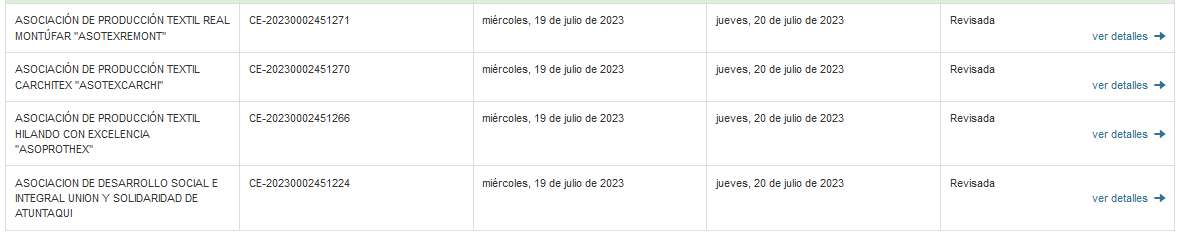 ASOCIACIÓN DE PRODUCCIÓN TEXTIL REAL MONTÚFAR "ASOTEXREMONT" CE-20230002451271 miércoles, 19 de julio de 2023 jueves, 20 de julio de 2023 Revisada
ver detalles →
ASOCIACIÓN DE PRODUCCIÓN TEXTIL CARCHITEX "ASOTEXCARCHI" CE-20230002451270 miércoles, 19 de julio de 2023 jueves, 20 de julio de 2023 Revisada
ver detalles →
ASOCIACIÓN DE PRODUCCIÓN TEXTIL HILANDO CON EXCELENCIA "ASOPROTHEX" CE-20230002451266 miércoles, 19 de julio de 2023 jueves, 20 de julio de 2023 Revisada
ver detalles →
ASOCIACION DE DESARROLLO SOCIAL E INTEGRAL UNION Y SOLIDARIDAD DE ATUNTAQUI CE-20230002451224 miércoles, 19 de julio de 2023 jueves, 20 de julio de 2023 Revisada
ver detalles →